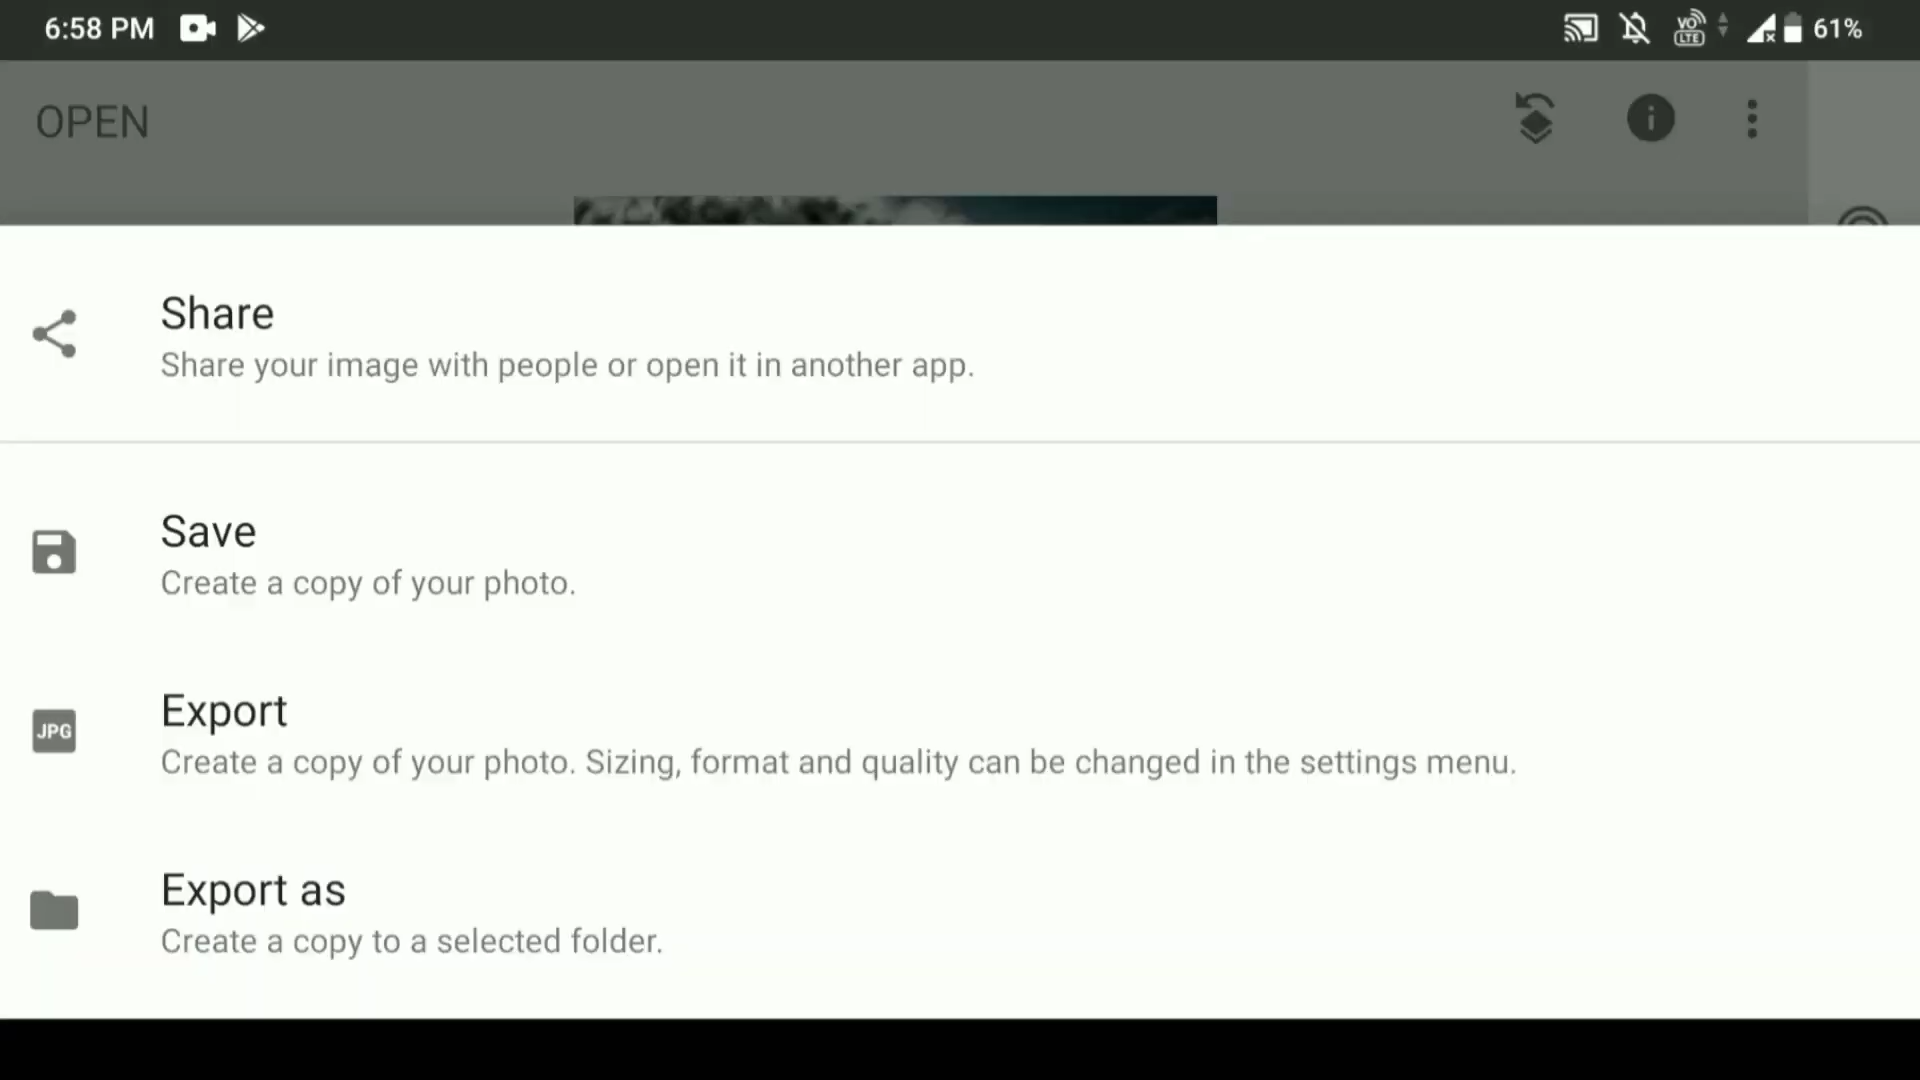 6:58 PM
VO LTE
61%
OPEN
Share
Share your image with people or open it in another app.
Save
Create a copy of your photo.
JPG
Export
Create a copy of your photo. Sizing, format and quality can be changed in the settings menu.
Export as
Create a copy to a selected folder.